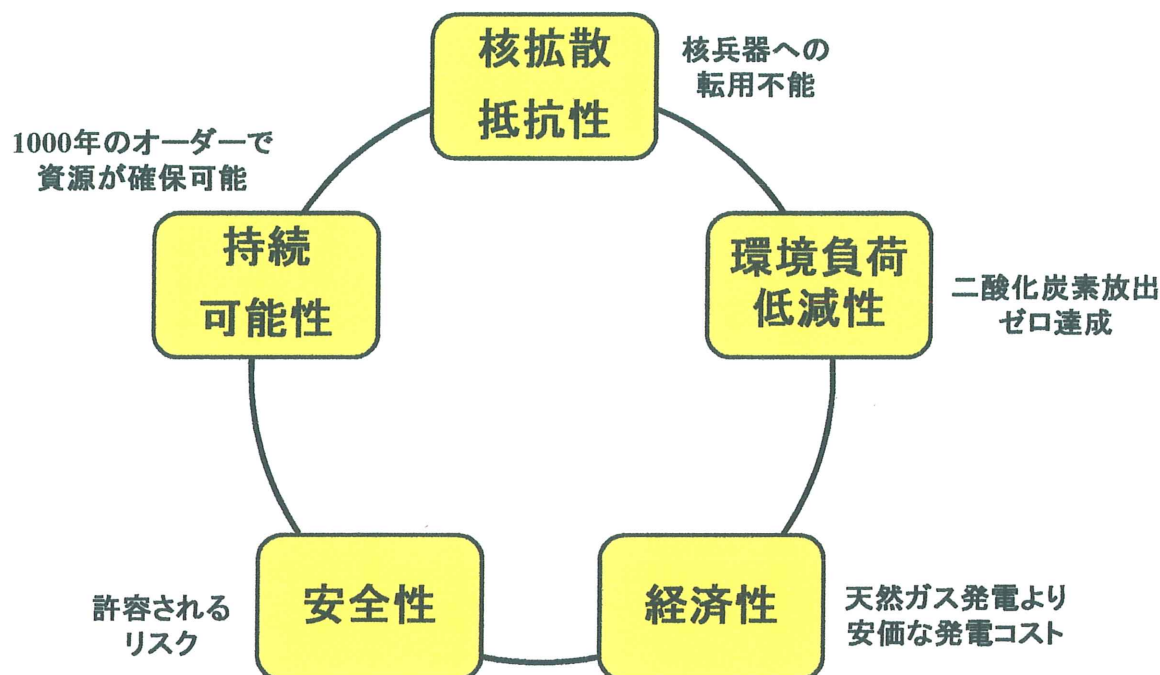 核拡散
抵抗性
核兵器への
転用不能
1000年のオーダーで
資源が確保可能
持続
可能性
環境負荷
低減性
二酸化炭素放出
ゼロ達成
安全性
許容される
リスク
経済性
天然ガス発電より
安価な発電コスト